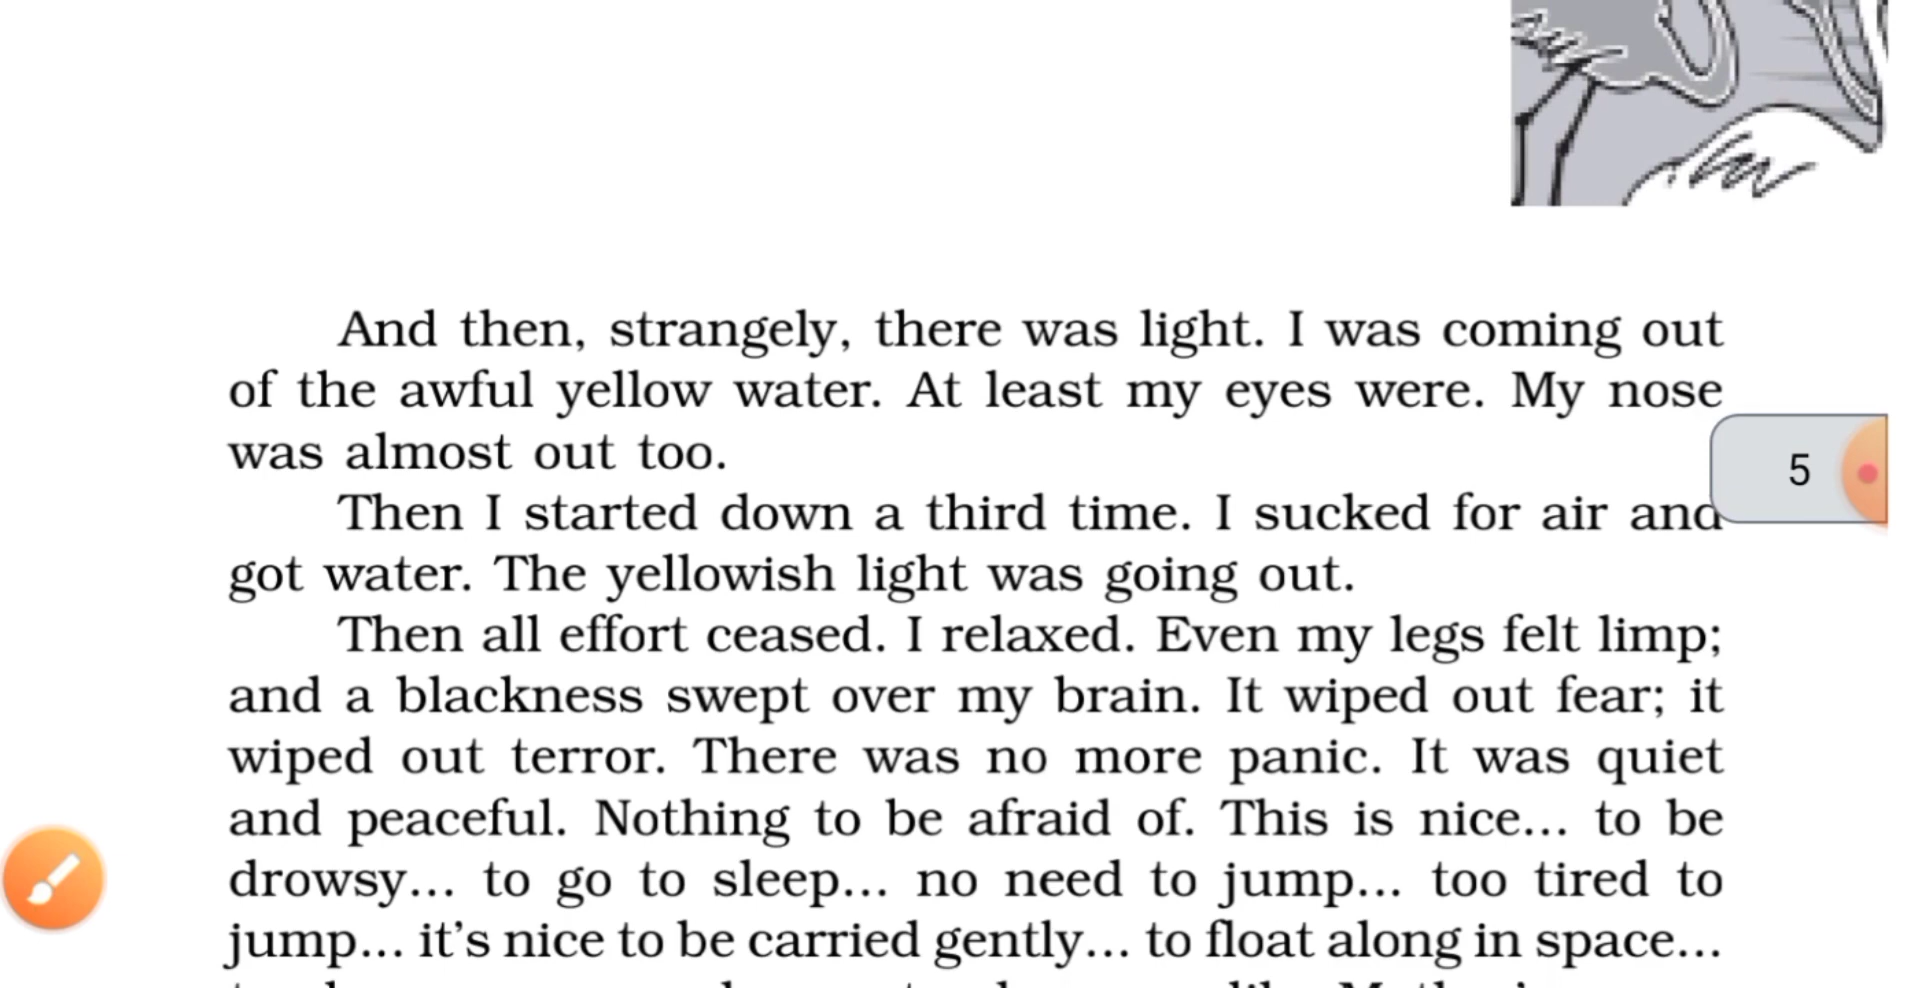 And then, strangely, there was light. I was coming out
of the awful yellow water. At least my eyes were. My nose
was almost out too.
5
Then I started down a third time. I sucked for air and
got water. The yellowish light was going out.
Then all effort ceased. I relaxed. Even my legs felt limp;
and a blackness swept over my brain. It wiped out fear; it
wiped out terror. There was no more panic. It was quiet
and peaceful. Nothing to be afraid of. This is nice... to be
drowsy... to go to sleep... no need to jump... too tired to
jump... it’s nice to be carried gently... to float along in space...